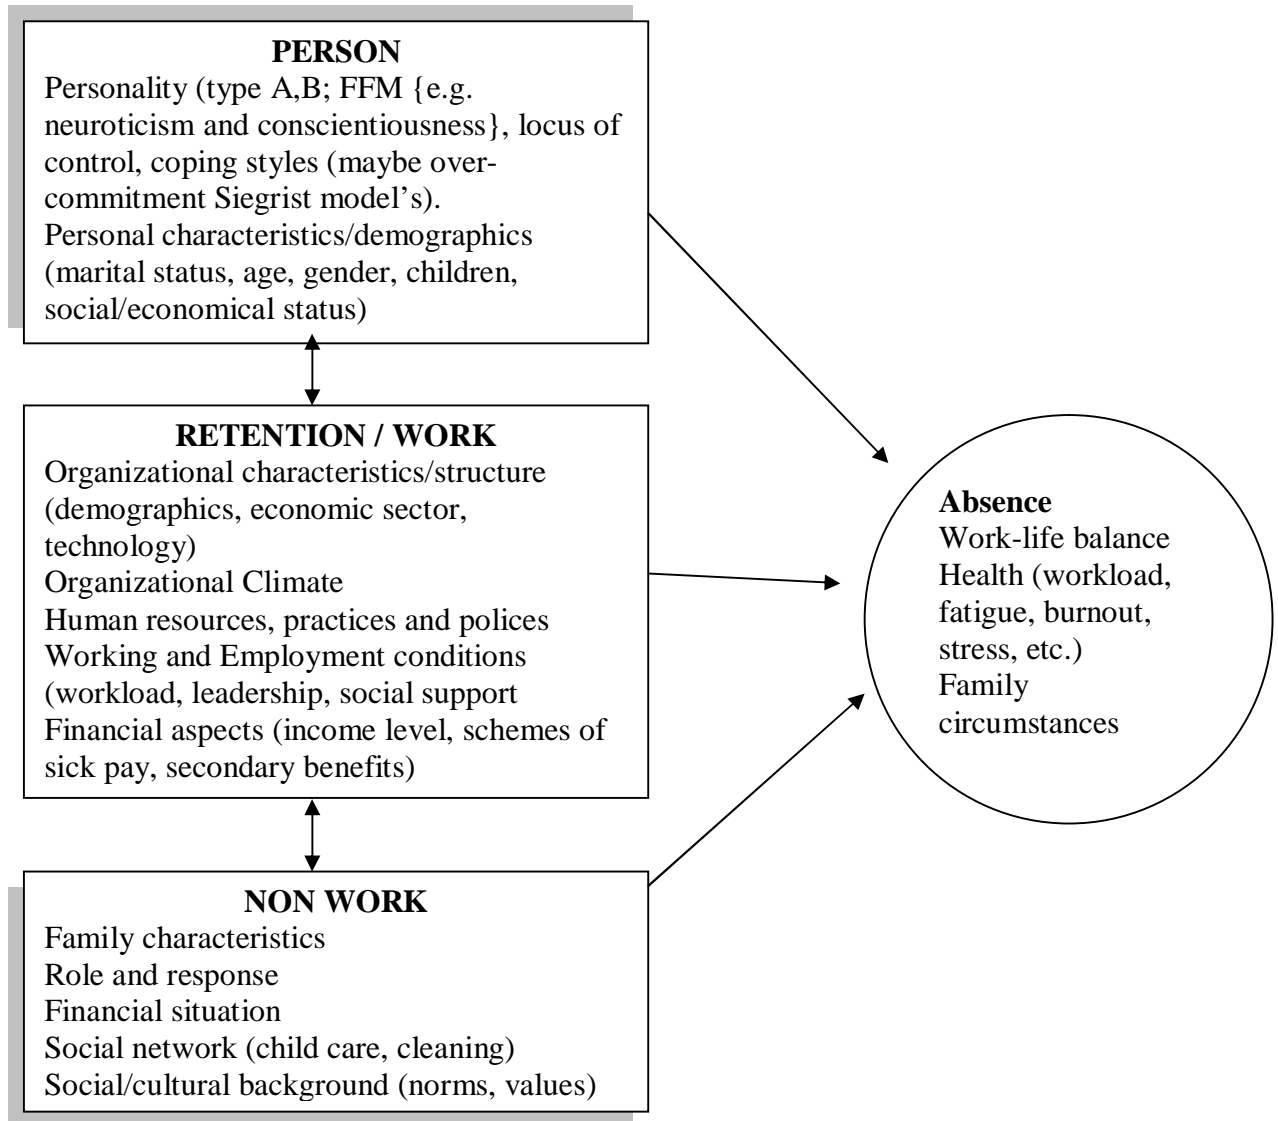 PERSON
Personality (type A,B; FFM {e.g.
neuroticism and conscientiousness}, locus of
control, coping styles (maybe over-
commitment Siegrist model’s).
Personal characteristics/demographics
(marital status, age, gender, children,
social/economical status)
RETENTION / WORK
Organizational characteristics/structure
(demographics, economic sector,
technology)
Organizational Climate
Human resources, practices and polices
Working and Employment conditions
(workload, leadership, social support
Financial aspects (income level, schemes of
sick pay, secondary benefits)
NON WORK
Family characteristics
Role and response
Financial situation
Social network (child care, cleaning)
Social/cultural background (norms, values)
Absence
Work-life balance
Health (workload,
fatigue, burnout,
stress, etc.)
Family
circumstances